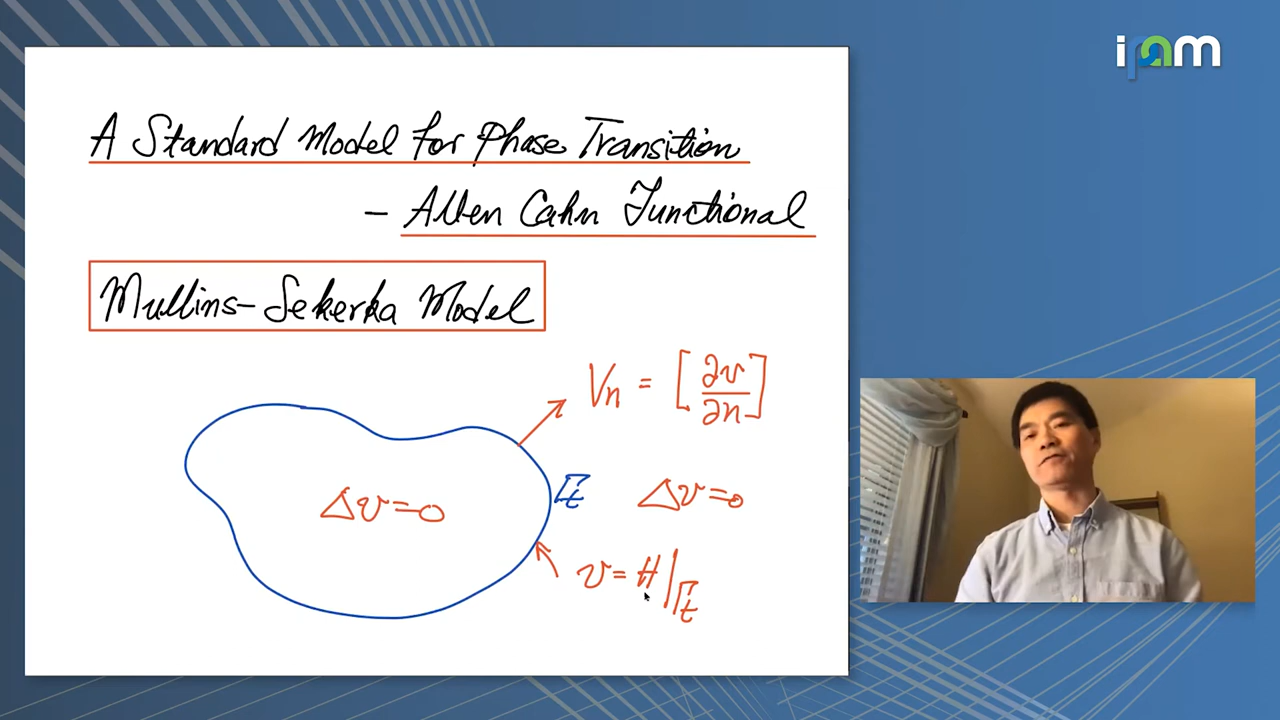 ipam
A Standard Model for Phase Transition
- Allen Cahn Functional
Mullins-Sekerka Model
Vn = [∂v/∂n]
Δv=0
Γt
Δv=0
v=H|Γt